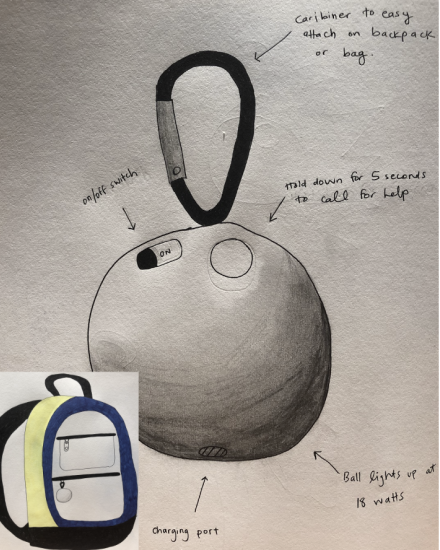 Caribiner to easy
attach on backpack
or bag.
on/off switch
Hold down for 5 seconds
to call for help
ON
Ball lights up at
18 watts
Charging port